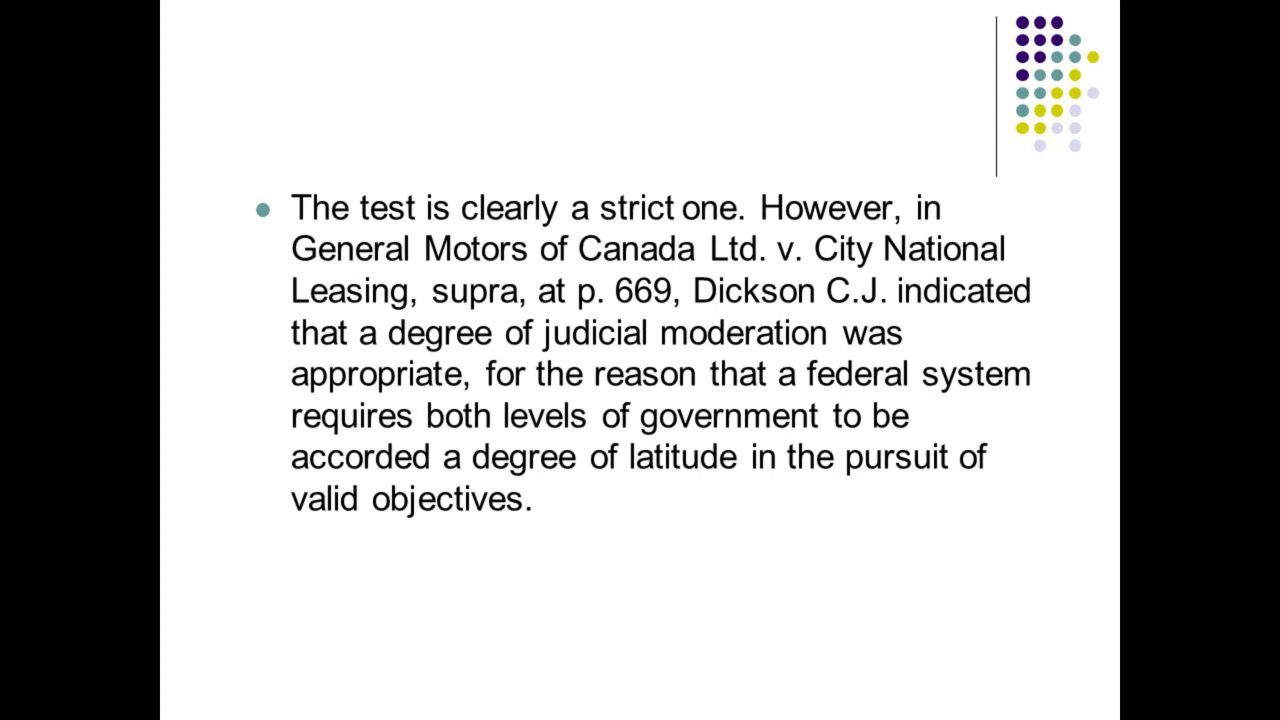 The test is clearly a strict one. However, in
General Motors of Canada Ltd. v. City National
Leasing, supra, at p. 669, Dickson C.J. indicated
that a degree of judicial moderation was
appropriate, for the reason that a federal system
requires both levels of government to be
accorded a degree of latitude in the pursuit of
valid objectives.